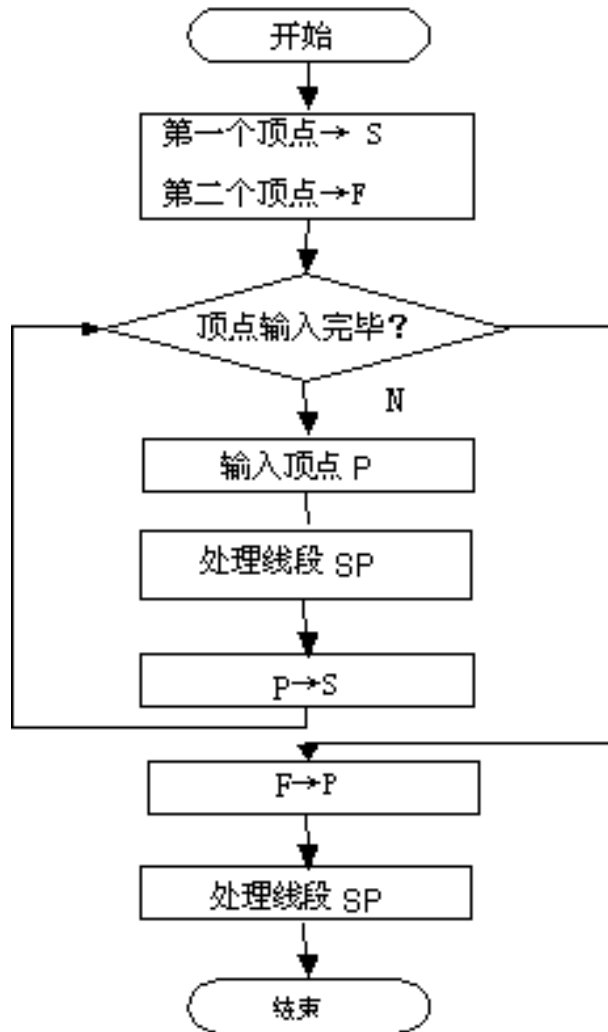 开始
第一个顶点→ S
第二个顶点→F
顶点输入完毕?
N
输入顶点 P
处理线段 SP
P→S
F→P
处理线段 SP
结束